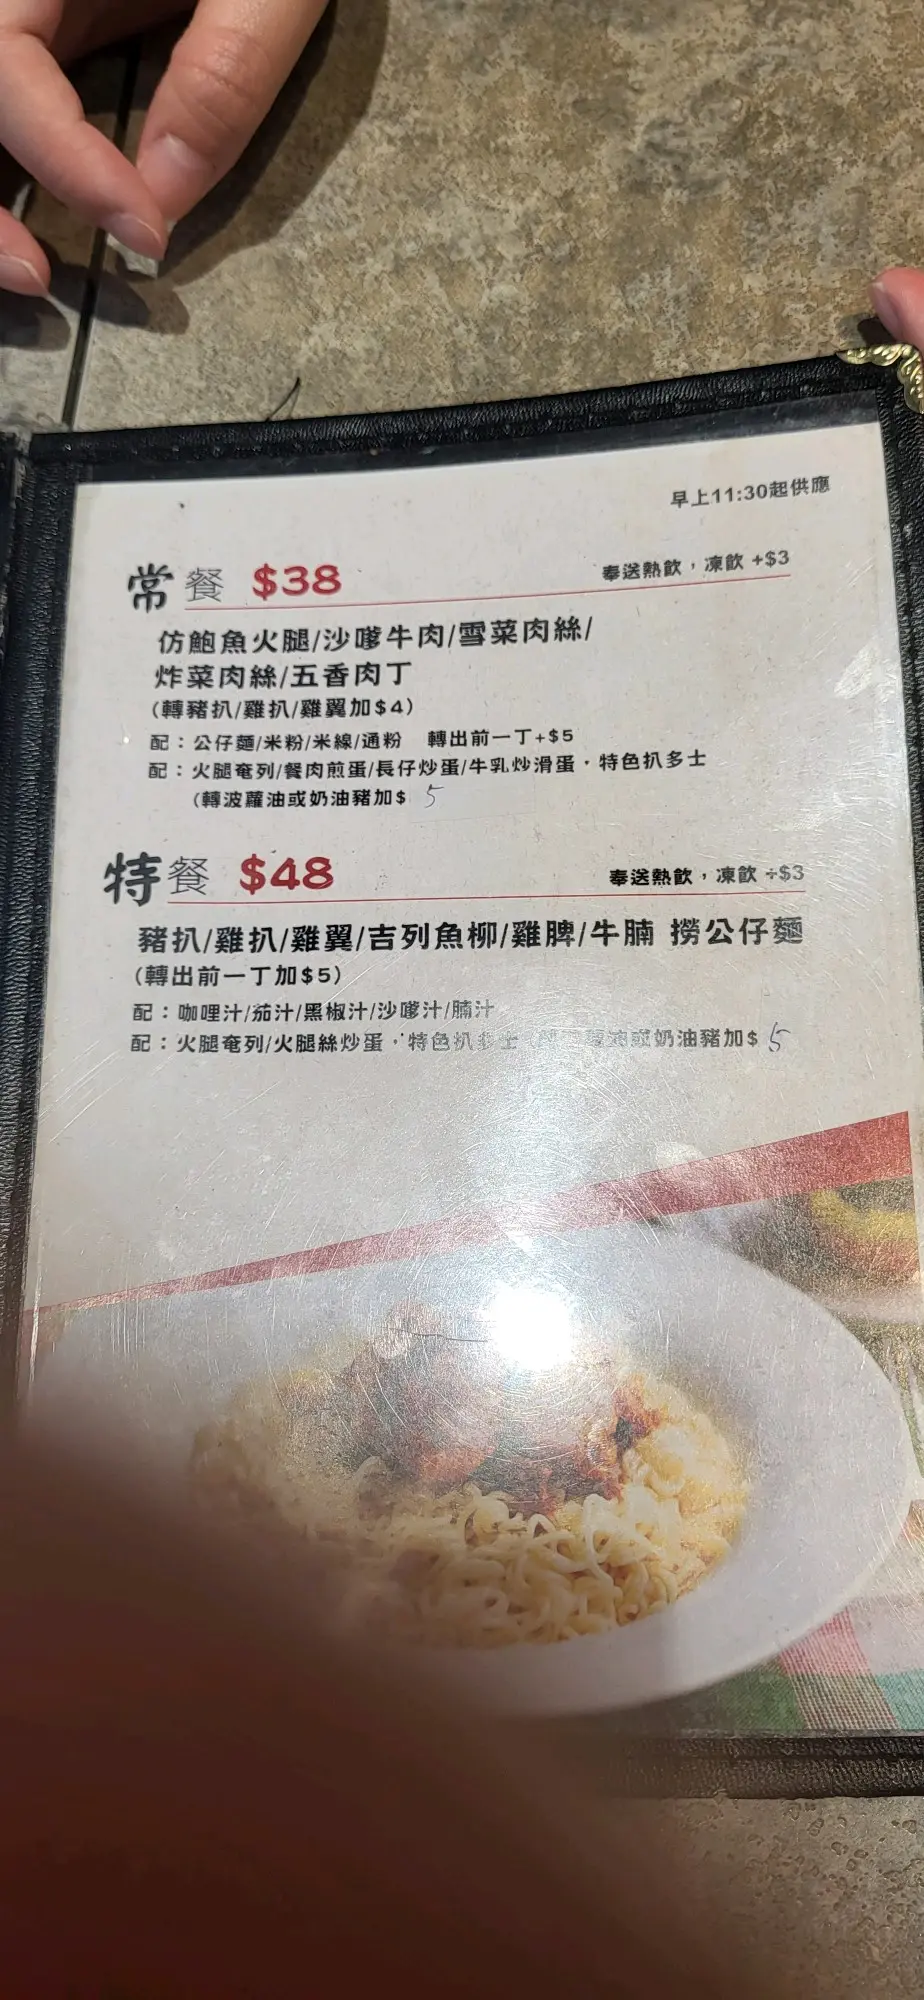 早上11:30起供應
常餐 $38 奉送熱飲，凍飲 +$3
仿鮑魚火腿/沙嗲牛肉/雪菜肉絲/
炸菜肉絲/五香肉丁
(轉豬扒/雞扒/雞翼加$4)
配：公仔麵/米粉/米線/通粉 轉出前一丁+$5
配：火腿奄列/餐肉煎蛋/長仔炒蛋/牛乳炒滑蛋·特色扒多士
(轉波蘿油或奶油豬加$ 5
特餐 $48 奉送熱飲，凍飲 +$3
豬扒/雞扒/雞翼/吉列魚柳/雞脾/牛腩 撈公仔麵
(轉出前一丁加$5)
配：咖哩汁/茄汁/黑椒汁/沙嗲汁/腩汁
配：火腿奄列/火腿絲炒蛋·特色扒多士 油或奶油豬加$ 5